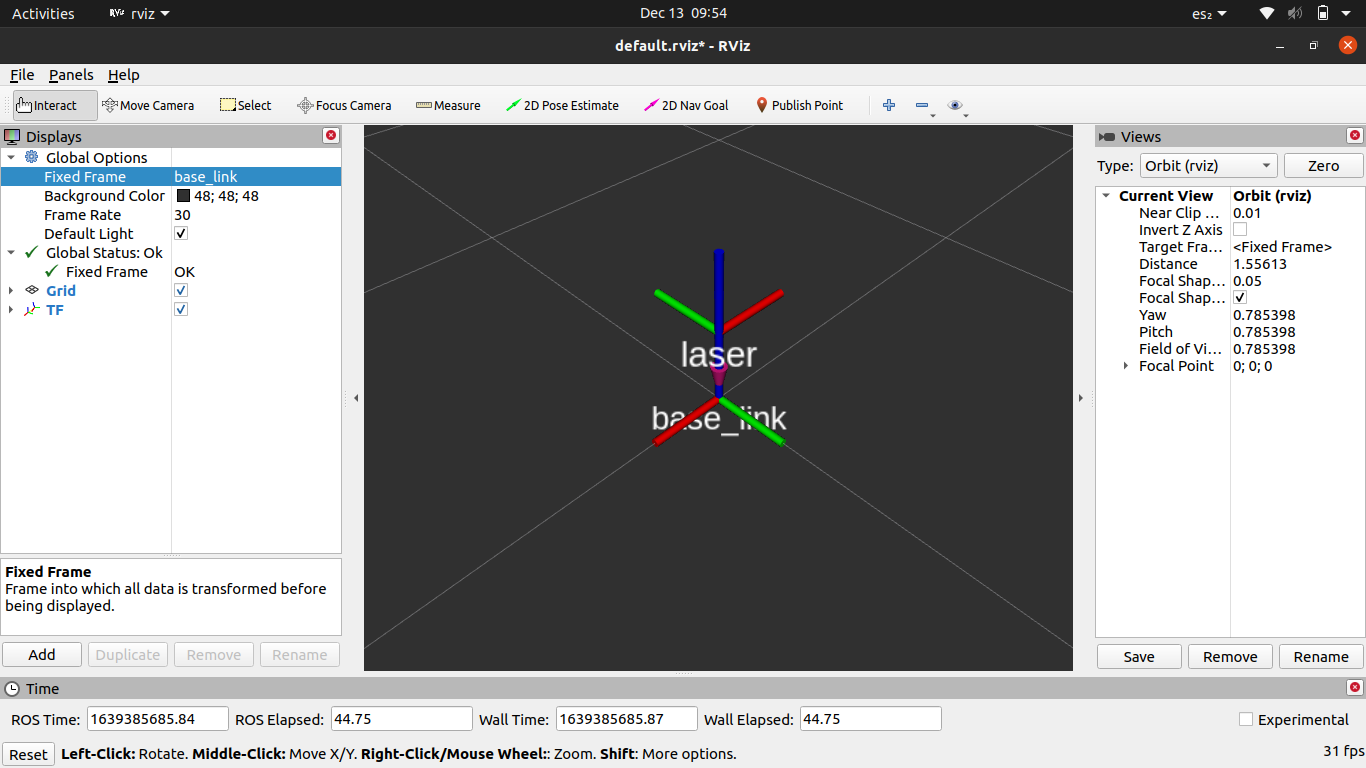 Activities RViz rviz Dec 13 09:54 es₂
default.rviz* - RViz
File Panels Help
Interact Move Camera Select Focus Camera Measure 2D Pose Estimate 2D Nav Goal Publish Point
Displays
Global Options
Fixed Frame base_link
Background Color 48; 48; 48
Frame Rate 30
Default Light
Global Status: Ok
Fixed Frame OK
Grid
TF
Fixed Frame
Frame into which all data is transformed before
being displayed.
Add Duplicate Remove Rename
laser
base_link
Views
Type: Orbit (rviz) Zero
Current View Orbit (rviz)
Near Clip ... 0.01
Invert Z Axis
Target Fra... <Fixed Frame>
Distance 1.55613
Focal Shap... 0.05
Focal Shap...
Yaw 0.785398
Pitch 0.785398
Field of Vi... 0.785398
Focal Point 0; 0; 0
Save Remove Rename
Time
ROS Time: 1639385685.84 ROS Elapsed: 44.75 Wall Time: 1639385685.87 Wall Elapsed: 44.75 Experimental
Reset Left-Click: Rotate. Middle-Click: Move X/Y. Right-Click/Mouse Wheel:: Zoom. Shift: More options. 31 fps